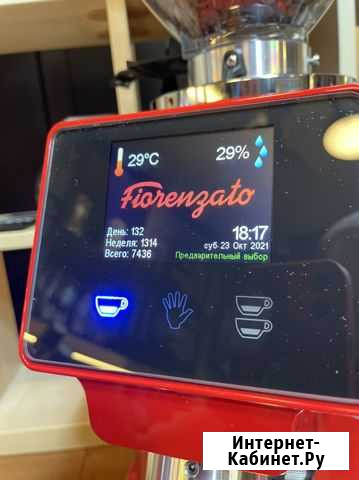 29°C
29%
Fiorenzato
День: 132
Неделя: 1314
Всего: 7436
18:17
суб- 23 Окт 2021
Предварительный выбор
Интернет-
Кабинет.Ру